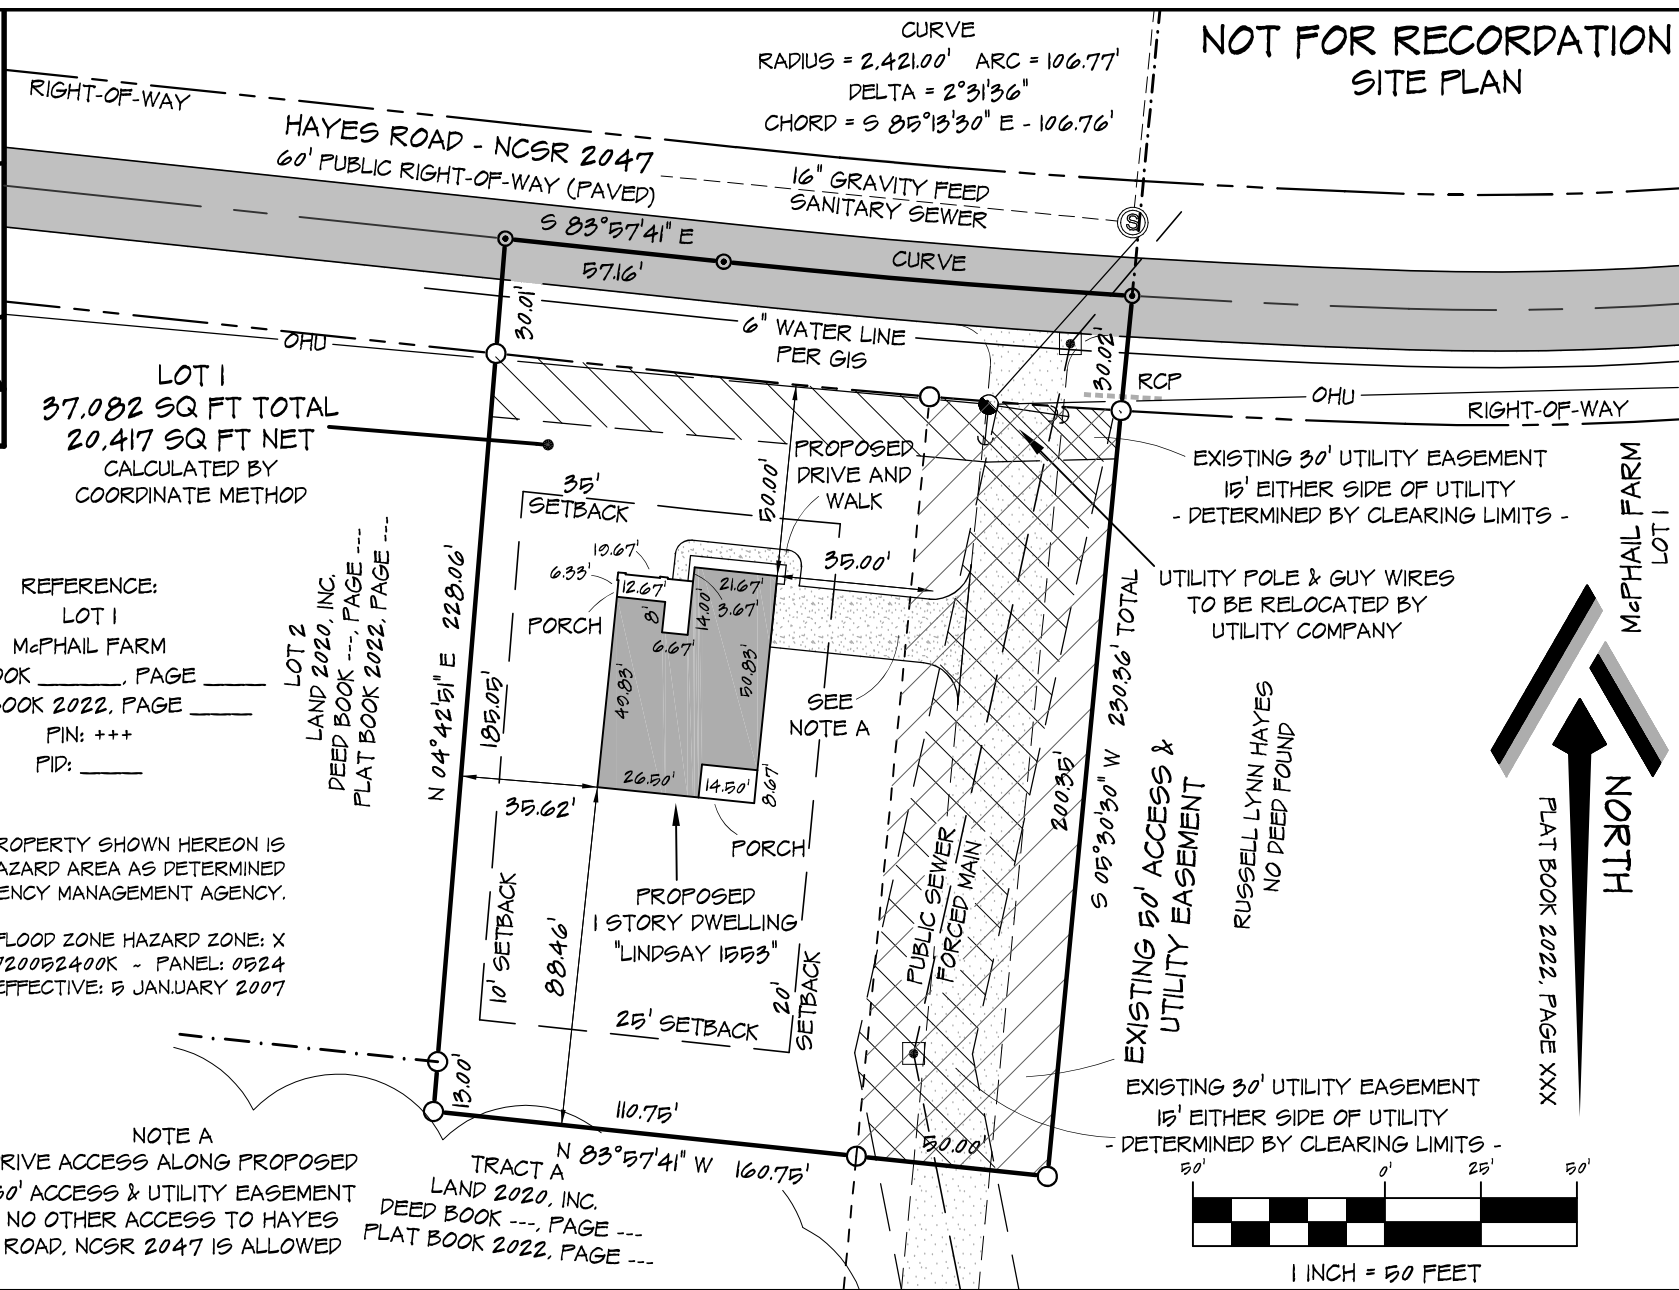 CURVE
RADIUS = 2,421.00' ARC = 106.77'
DELTA = 2°31'36"
CHORD = S 85°13'30" E - 106.76'
NOT FOR RECORDATION
SITE PLAN
RIGHT-OF-WAY
HAYES ROAD - NCSR 2047
60' PUBLIC RIGHT-OF-WAY (PAVED)
16" GRAVITY FEED
SANITARY SEWER
S
S 83°57'41" E
57.16'
CURVE
30.01'
6" WATER LINE
PER GIS
30.02'
OHU
RCP
OHU
RIGHT-OF-WAY
LOT 1
37,082 SQ FT TOTAL
20,417 SQ FT NET
CALCULATED BY
COORDINATE METHOD
35'
SETBACK
50.00'
PROPOSED
DRIVE AND
WALK
35.00'
EXISTING 30' UTILITY EASEMENT
15' EITHER SIDE OF UTILITY
- DETERMINED BY CLEARING LIMITS -
McPHAIL FARM
LOT 1
UTILITY POLE & GUY WIRES
TO BE RELOCATED BY
UTILITY COMPANY
REFERENCE:
LOT 1
McPHAIL FARM
OOK ______, PAGE _____
OOK 2022, PAGE _____
PIN: +++
PID: _____
LOT 2
LAND 2020, INC.
DEED BOOK ---, PAGE ---
PLAT BOOK 2022, PAGE ---
N 04°42'51" E 228.06'
185.05'
19.67'
6.33'
12.67'
PORCH
8'
6.67'
14.00'
21.67'
3.67'
49.83'
50.83'
26.50'
14.50'
8.67'
PORCH
35.62'
SEE
NOTE A
PROPOSED
1 STORY DWELLING
"LINDSAY 1553"
10' SETBACK
88.46'
25' SETBACK
20'
SETBACK
PUBLIC SEWER
FORCED MAIN
200.35'
S 05°30'30" W 230.36' TOTAL
EXISTING 50' ACCESS &
UTILITY EASEMENT
RUSSELL LYNN HAYES
NO DEED FOUND
NORTH
PLAT BOOK 2022, PAGE XXX
ROPERTY SHOWN HEREON IS
AZARD AREA AS DETERMINED
ENCY MANAGEMENT AGENCY.
FLOOD ZONE HAZARD ZONE: X
720052400K - PANEL: 0524
EFFECTIVE: 5 JANUARY 2007
13.00'
110.75'
50.00'
N 83°57'41" W 160.75'
TRACT A
LAND 2020, INC.
DEED BOOK ---, PAGE ---
PLAT BOOK 2022, PAGE ---
NOTE A
RIVE ACCESS ALONG PROPOSED
50' ACCESS & UTILITY EASEMENT
NO OTHER ACCESS TO HAYES
ROAD, NCSR 2047 IS ALLOWED
EXISTING 30' UTILITY EASEMENT
15' EITHER SIDE OF UTILITY
- DETERMINED BY CLEARING LIMITS -
50' 0' 25' 50'
1 INCH = 50 FEET